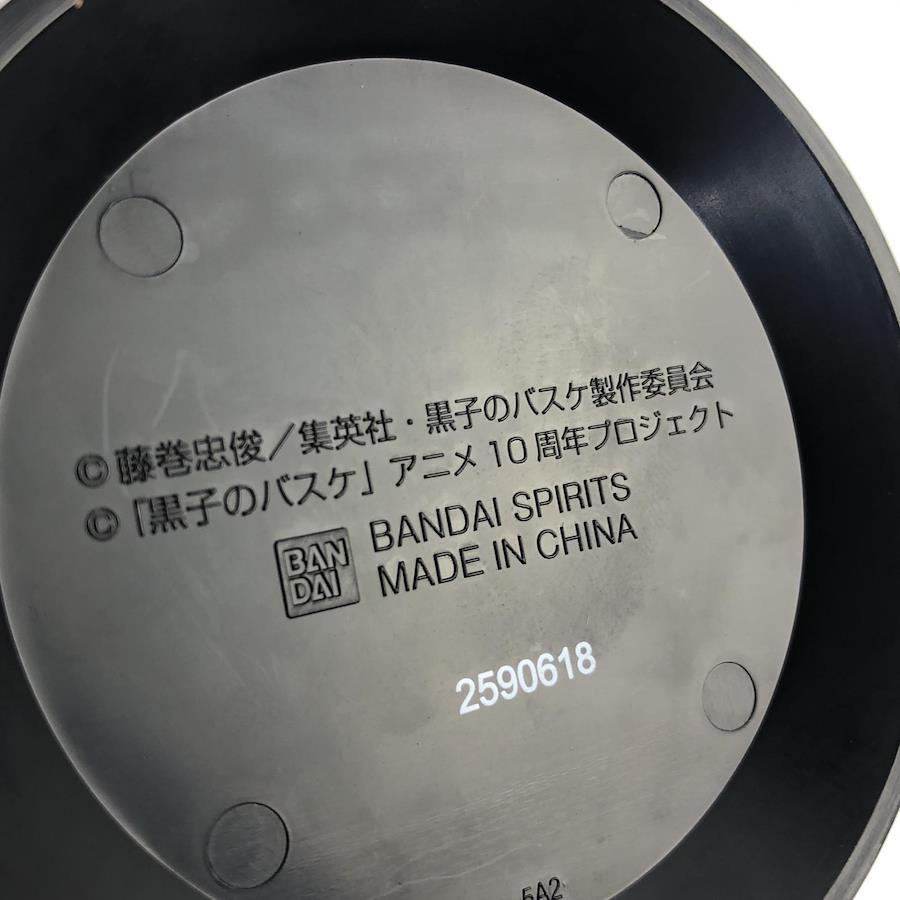 © 藤巻忠俊／集英社・黒子のバスケ製作委員会
© 「黒子のバスケ」アニメ 10 周年プロジェクト
BAN
DAI
BANDAI SPIRITS
MADE IN CHINA
2590618
5A2